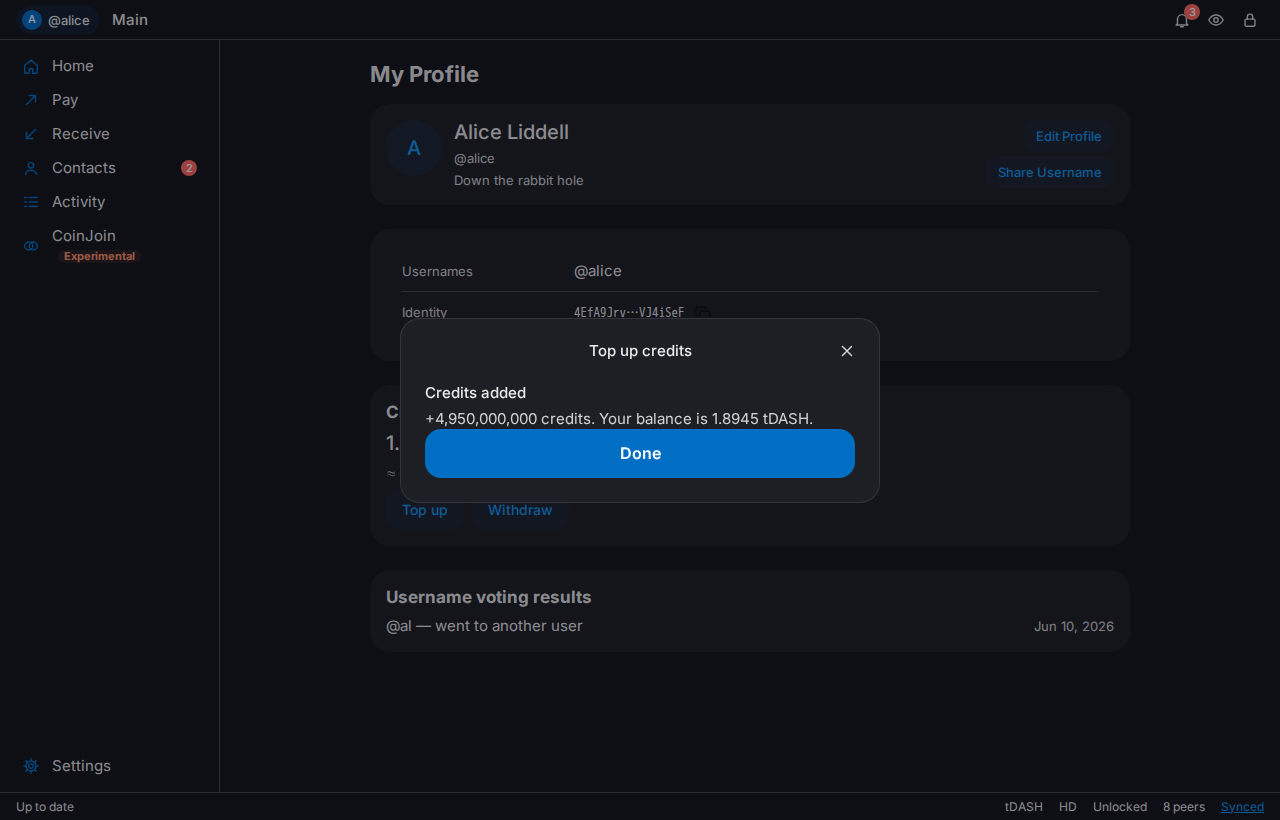 A @alice Main 3
Home
Pay
Receive
Contacts 2
Activity
CoinJoin
Experimental
Settings
My Profile
A
Alice Liddell
@alice
Down the rabbit hole
Edit Profile
Share Username
Usernames @alice
Identity 4EfA9Jrv⋯VJ4iSeF
Top up credits
Credits added
+4,950,000,000 credits. Your balance is 1.8945 tDASH.
Done
C
1.
≈
Top up Withdraw
Username voting results
@al — went to another user Jun 10, 2026
Up to date tDASH HD Unlocked 8 peers Synced